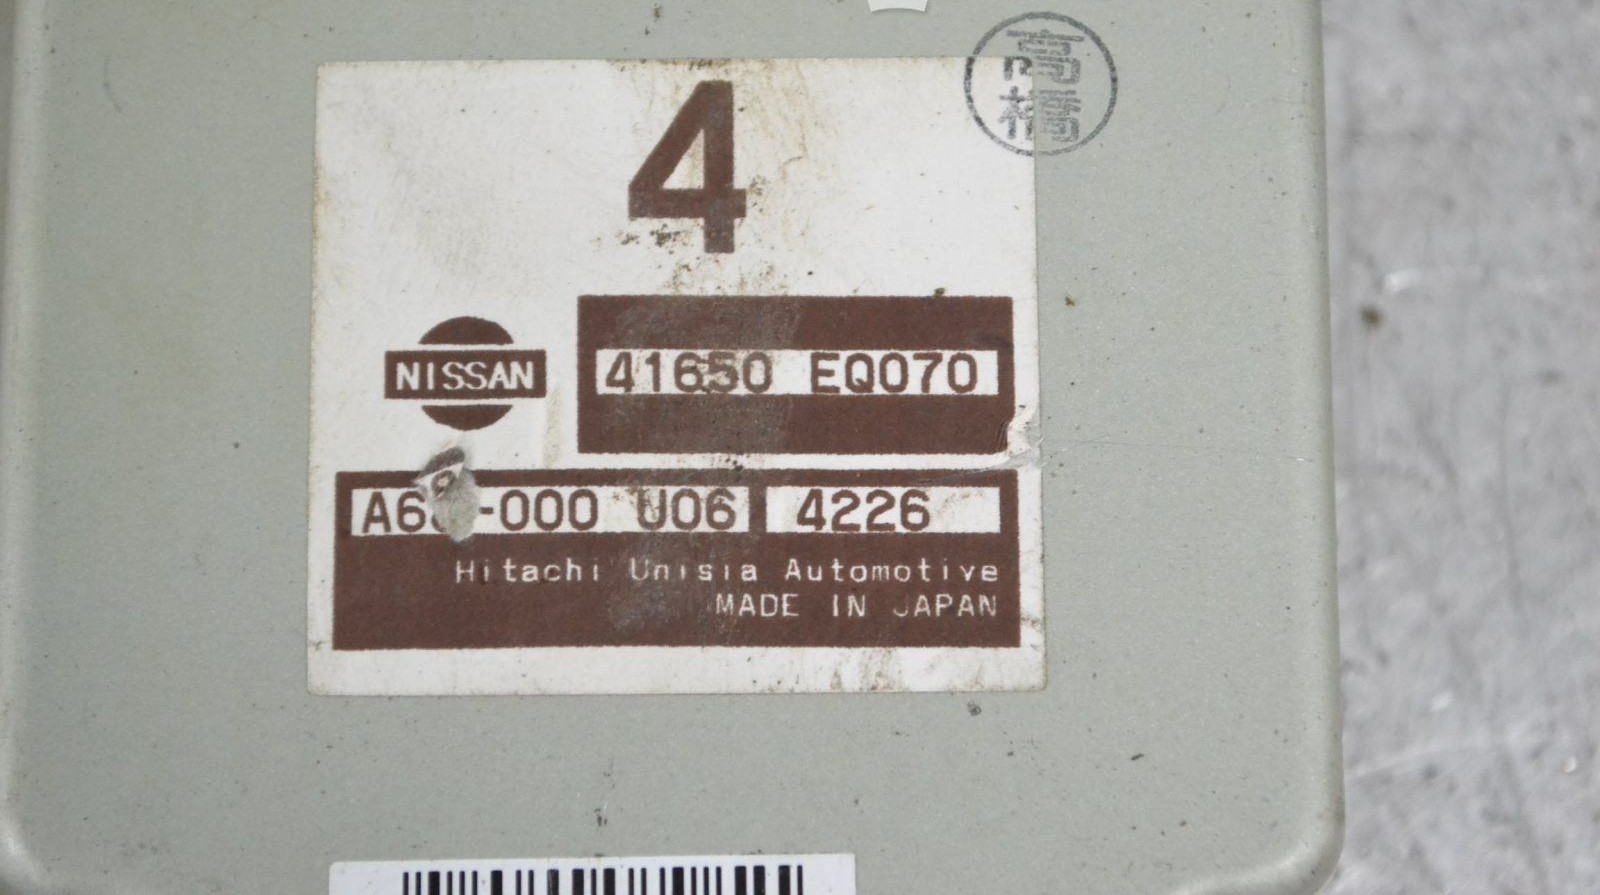 4
高橋
NISSAN
41650 EQ070
-000 U06
4226
Hitachi Unisia Automotive
MADE IN JAPAN